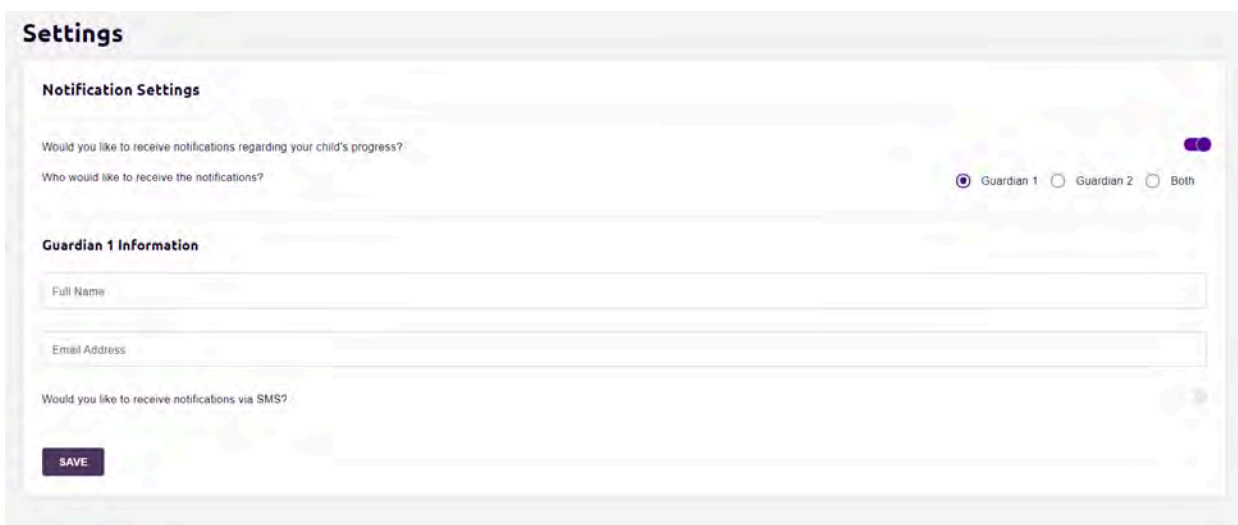 Settings
Notification Settings
Would you like to receive notifications regarding your child's progress?
Who would like to receive the notifications?
Guardian 1 Guardian 2 Both
Guardian 1 Information
Full Name
Email Address
Would you like to receive notifications via SMS?
SAVE